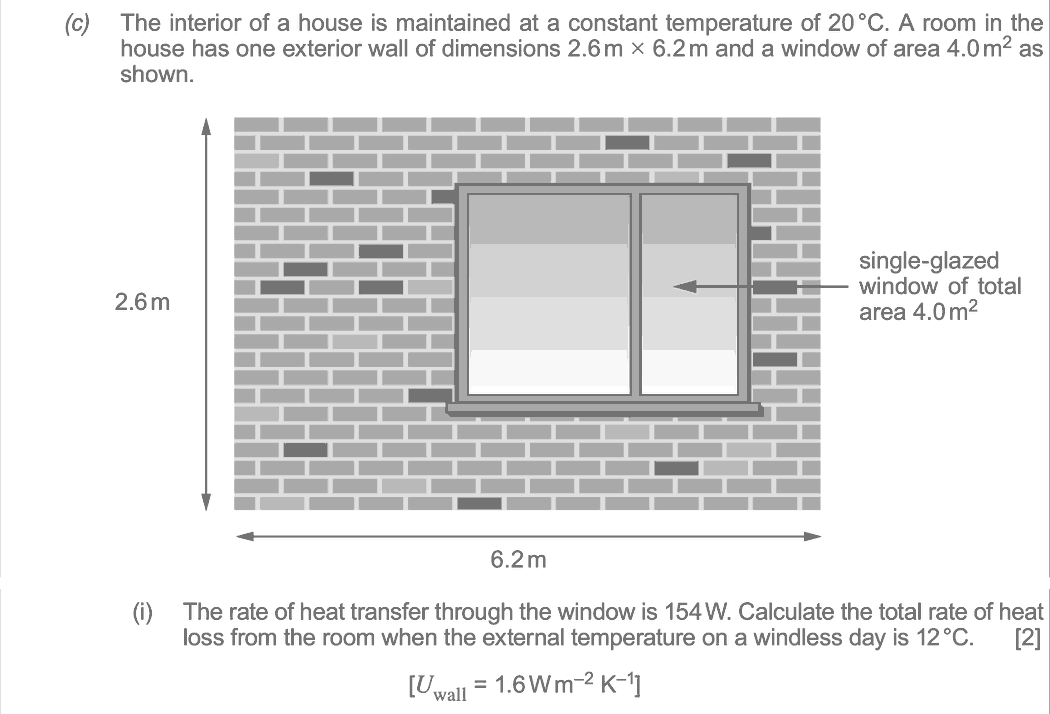 (c) The interior of a house is maintained at a constant temperature of 20 °C. A room in the
house has one exterior wall of dimensions 2.6 m × 6.2 m and a window of area 4.0 m² as
shown.
2.6 m
single-glazed
window of total
area 4.0 m²
6.2 m
(i) The rate of heat transfer through the window is 154 W. Calculate the total rate of heat
loss from the room when the external temperature on a windless day is 12 °C. [2]
[U_wall = 1.6 W m⁻² K⁻¹]